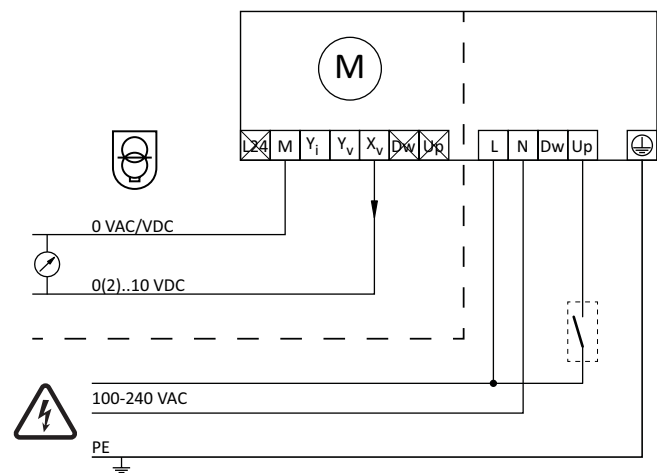 M
L24 M Yi Yv Xv Dw Up L N Dw Up
0 VAC/VDC
0(2)..10 VDC
100-240 VAC
PE